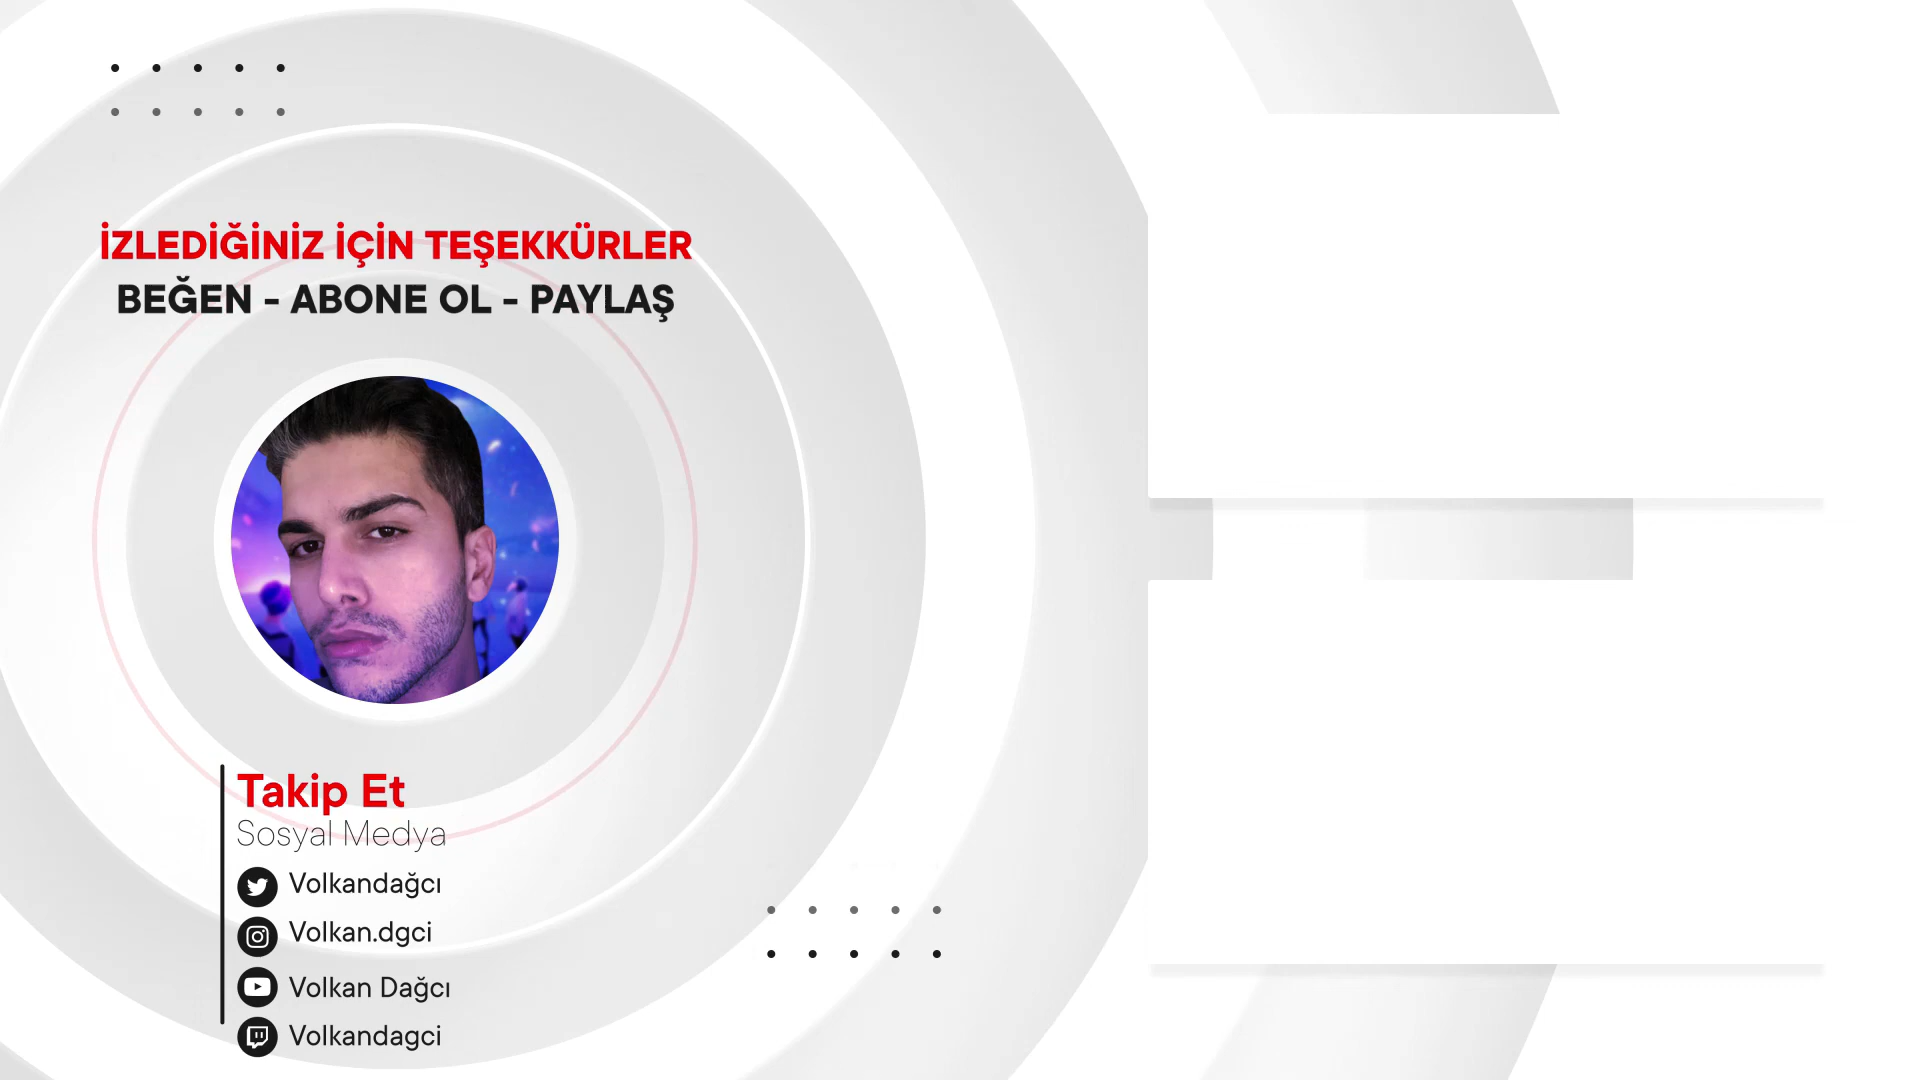 İZLEDİĞİNİZ İÇİN TEŞEKKÜRLER
BEĞEN - ABONE OL - PAYLAŞ
Takip Et
Sosyal Medya
Volkandağcı
Volkan.dgci
Volkan Dağcı
Volkandagci